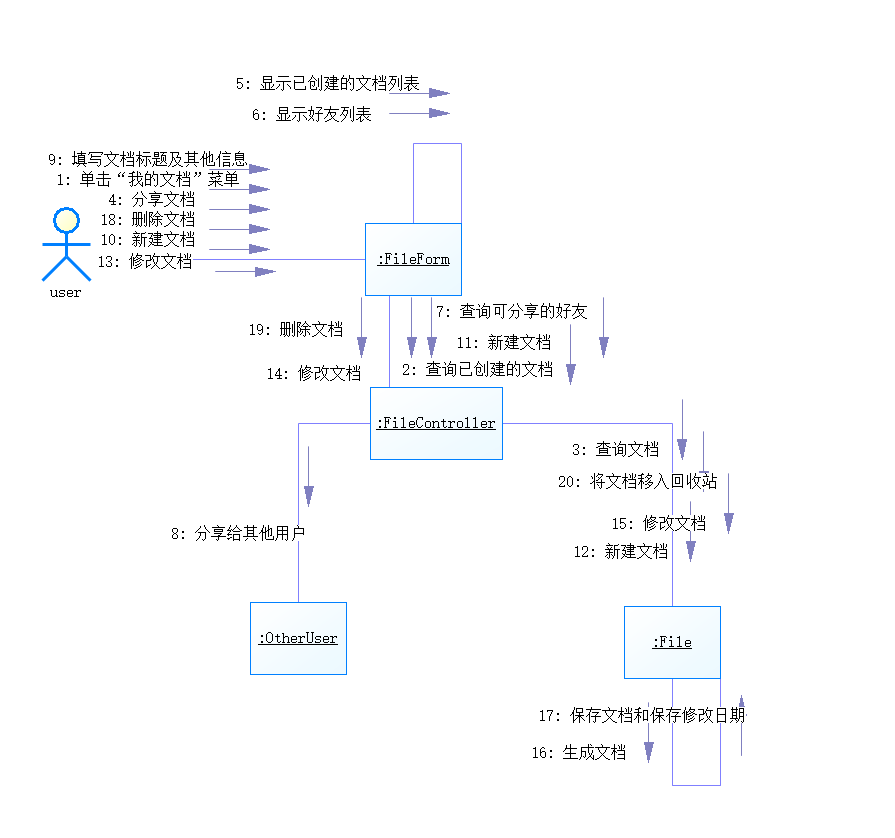 5: 显示已创建的文档列表
6: 显示好友列表
9: 填写文档标题及其他信息
1: 单击“我的文档”菜单
4: 分享文档
18: 删除文档
10: 新建文档
13: 修改文档
user
:FileForm
7: 查询可分享的好友
19: 删除文档
11: 新建文档
2: 查询已创建的文档
14: 修改文档
:FileController
3: 查询文档
20: 将文档移入回收站
15: 修改文档
8: 分享给其他用户
12: 新建文档
:OtherUser
:File
17: 保存文档和保存修改日期
16: 生成文档